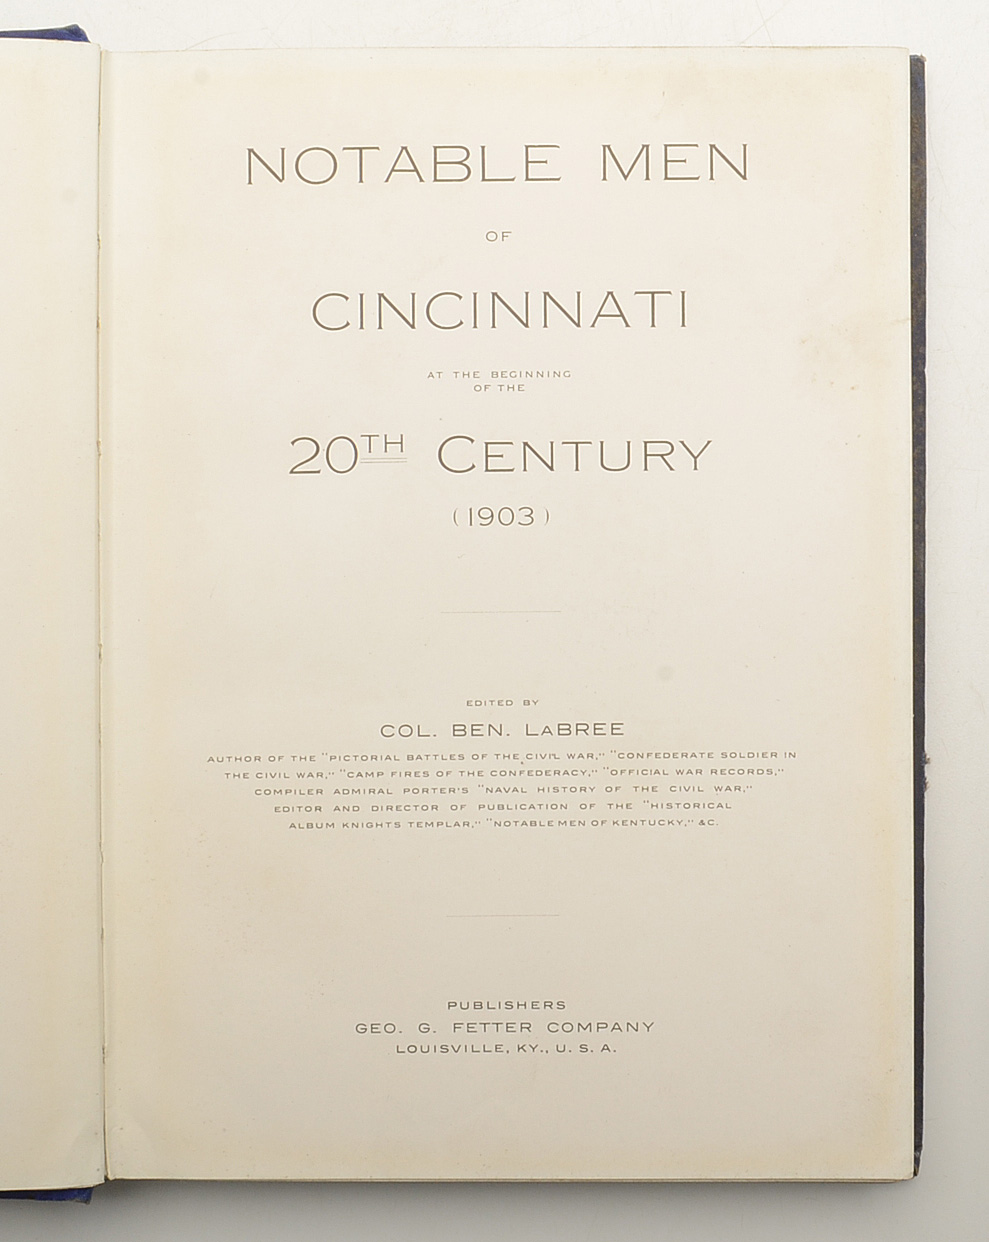 NOTABLE MEN
OF
CINCINNATI
AT THE BEGINNING
OF THE
20TH CENTURY
(1903)
EDITED BY
COL. BEN. LABREE
AUTHOR OF THE "PICTORIAL BATTLES OF THE CIVIL WAR," "CONFEDERATE SOLDIER IN
THE CIVIL WAR," "CAMP FIRES OF THE CONFEDERACY," "OFFICIAL WAR RECORDS,"
COMPILER ADMIRAL PORTER'S "NAVAL HISTORY OF THE CIVIL WAR,"
EDITOR AND DIRECTOR OF PUBLICATION OF THE "HISTORICAL
ALBUM KNIGHTS TEMPLAR," "NOTABLE MEN OF KENTUCKY," &C.
PUBLISHERS
GEO. G. FETTER COMPANY
LOUISVILLE, KY., U. S. A.